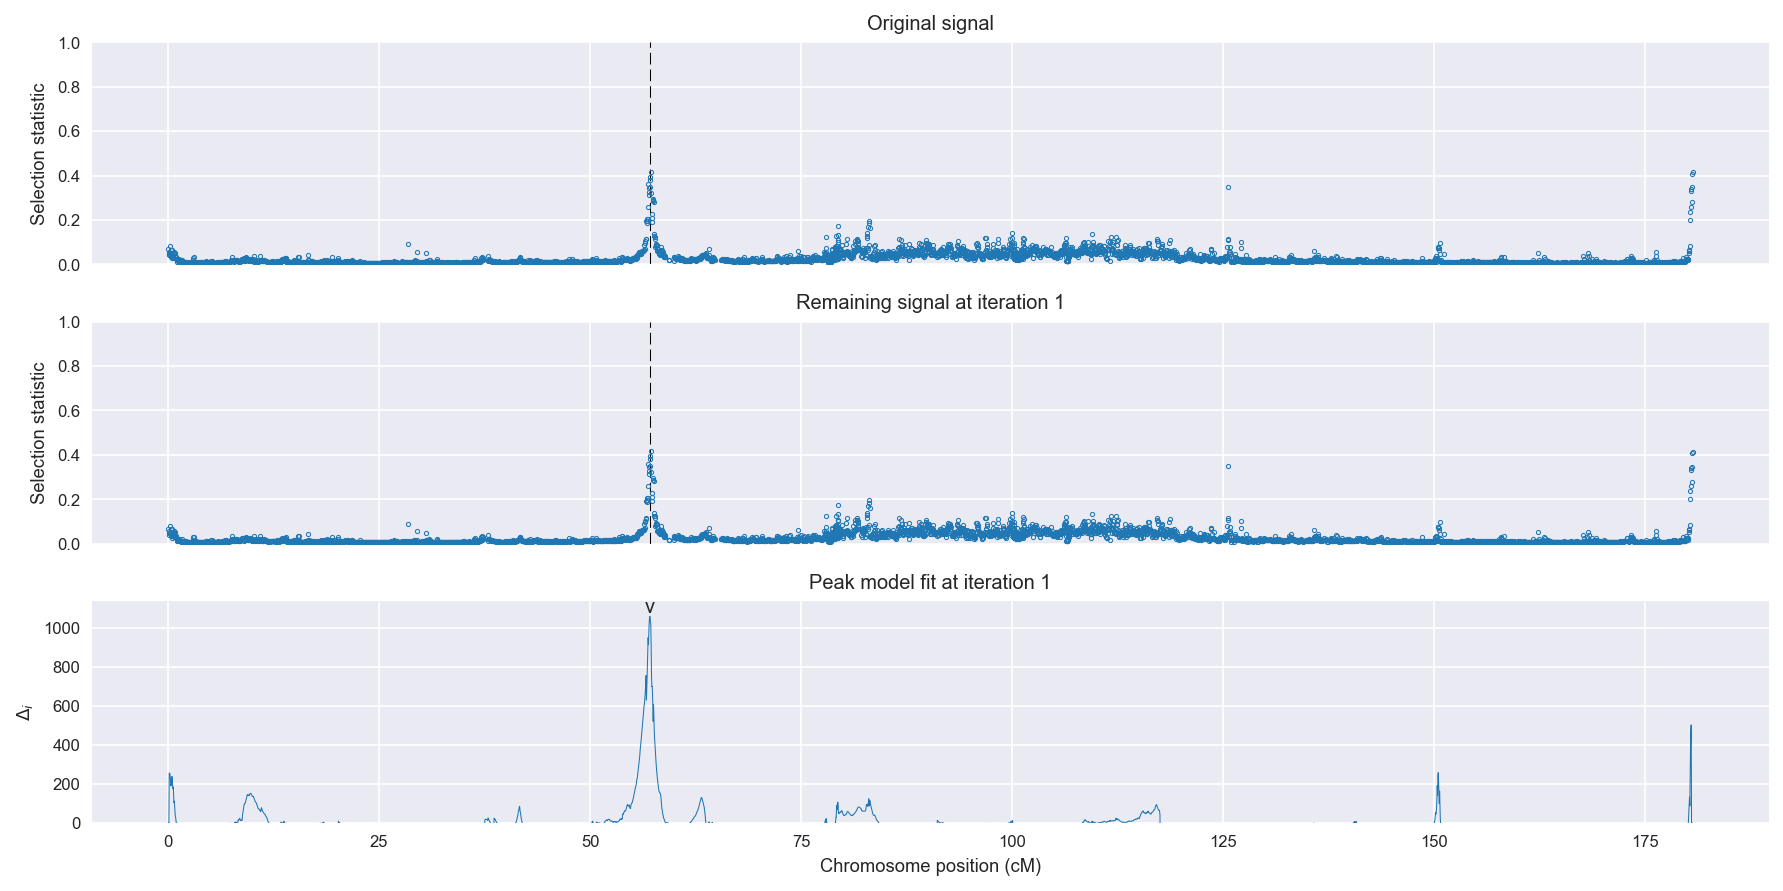 Original signal
1.0
0.8
0.6
0.4
0.2
0.0
Selection statistic
Remaining signal at iteration 1
1.0
0.8
0.6
0.4
0.2
0.0
Selection statistic
Peak model fit at iteration 1
v
1000
800
600
400
200
0
Δi
0 25 50 75 100 125 150 175
Chromosome position (cM)